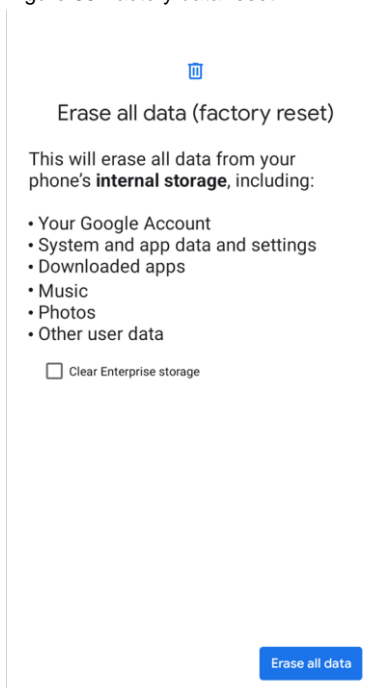 Erase all data (factory reset)
This will erase all data from your
phone's internal storage, including:
• Your Google Account
• System and app data and settings
• Downloaded apps
• Music
• Photos
• Other user data
Clear Enterprise storage
Erase all data